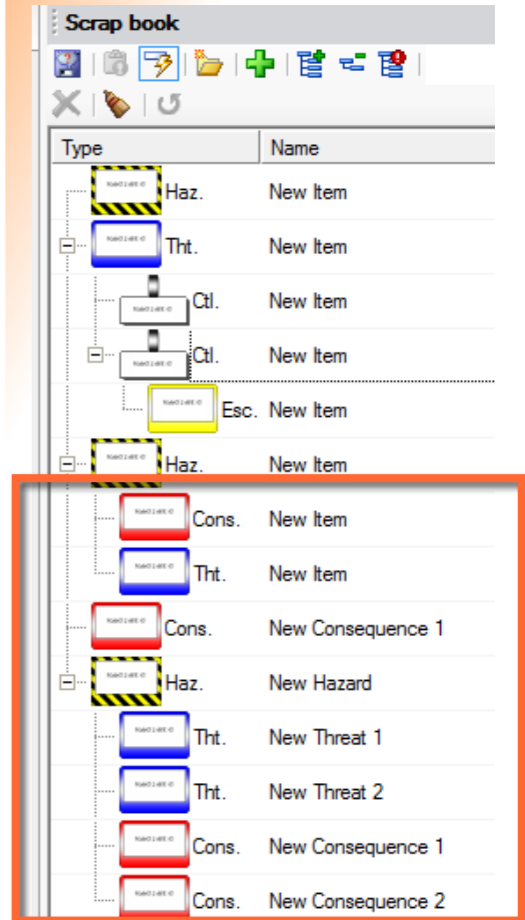 Scrap book
Type Name
Haz. New Item
Tht. New Item
Ctl. New Item
Ctl. New Item
Esc. New Item
Haz. New Item
Cons. New Item
Tht. New Item
Cons. New Consequence 1
Haz. New Hazard
Tht. New Threat 1
Tht. New Threat 2
Cons. New Consequence 1
Cons. New Consequence 2